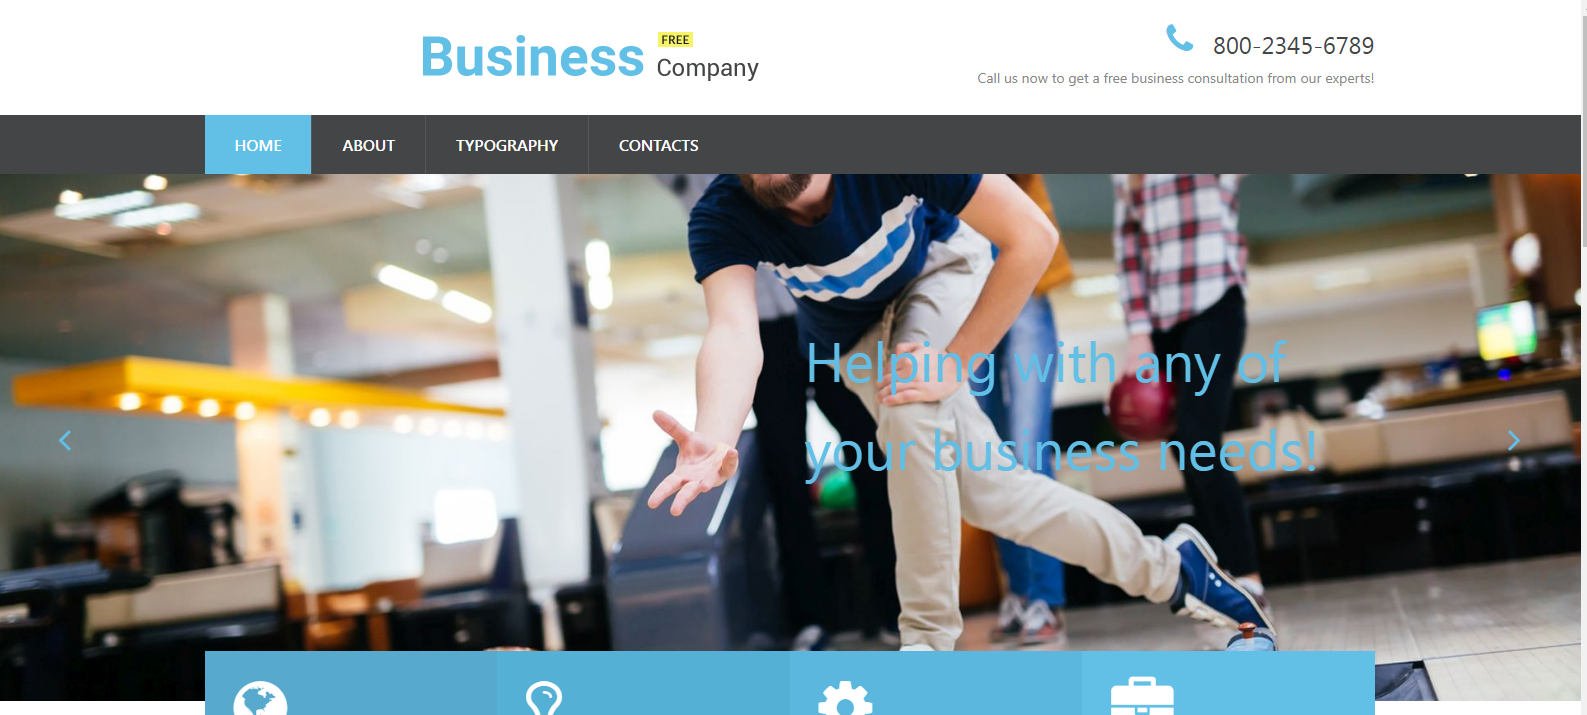 Business FREE Company
800-2345-6789
Call us now to get a free business consultation from our experts!
HOME ABOUT TYPOGRAPHY CONTACTS
Helping with any of
your business needs!